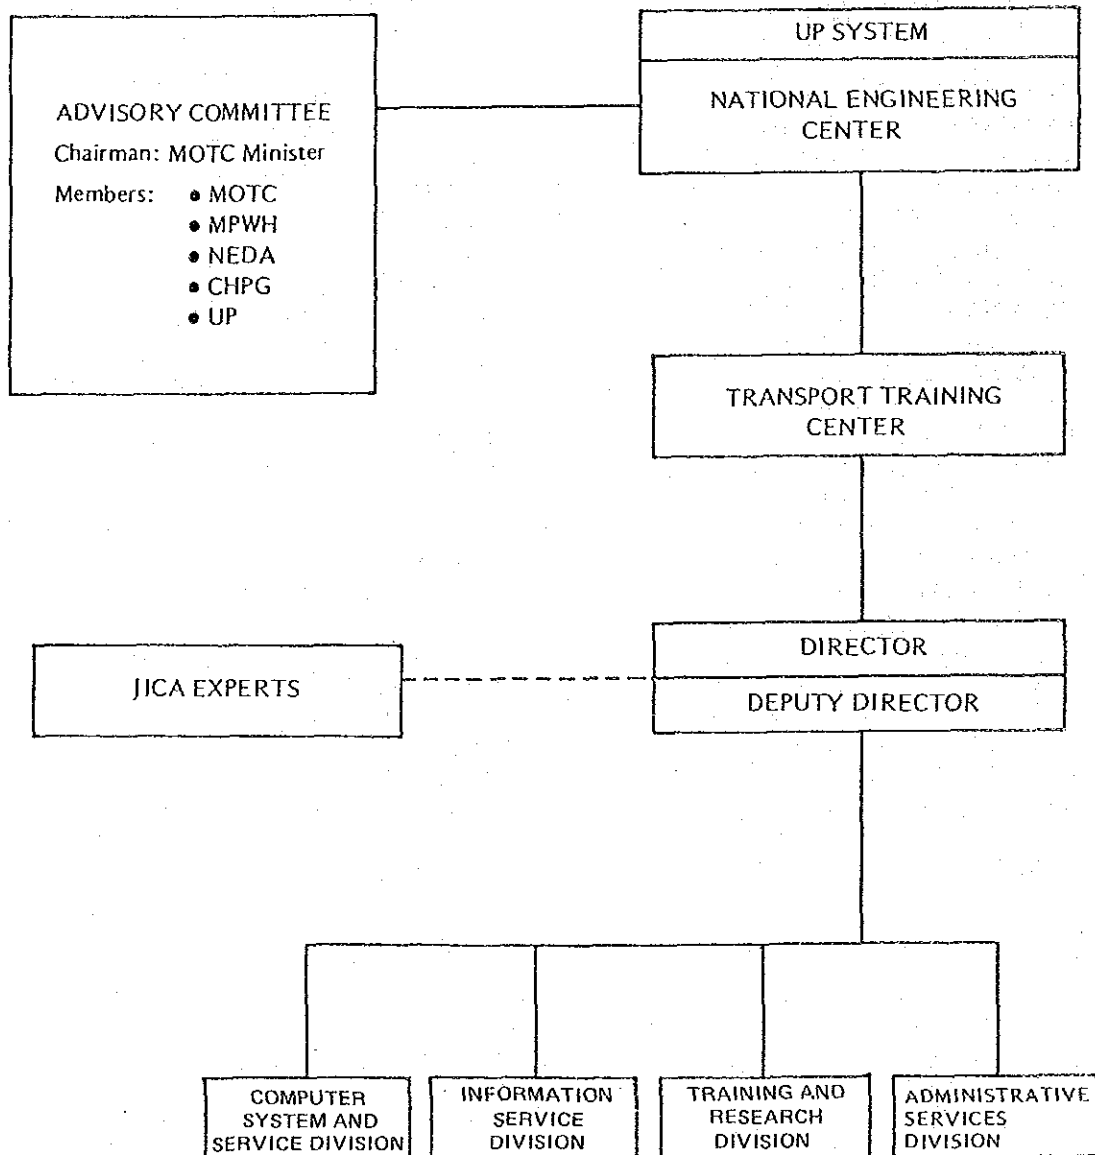 ADVISORY COMMITTEE
Chairman: MOTC Minister
Members: • MOTC
• MPWH
• NEDA
• CHPG
• UP
UP SYSTEM
NATIONAL ENGINEERING
CENTER
TRANSPORT TRAINING
CENTER
JICA EXPERTS
DIRECTOR
DEPUTY DIRECTOR
COMPUTER
SYSTEM AND
SERVICE DIVISION
INFORMATION
SERVICE
DIVISION
TRAINING AND
RESEARCH
DIVISION
ADMINISTRATIVE
SERVICES
DIVISION